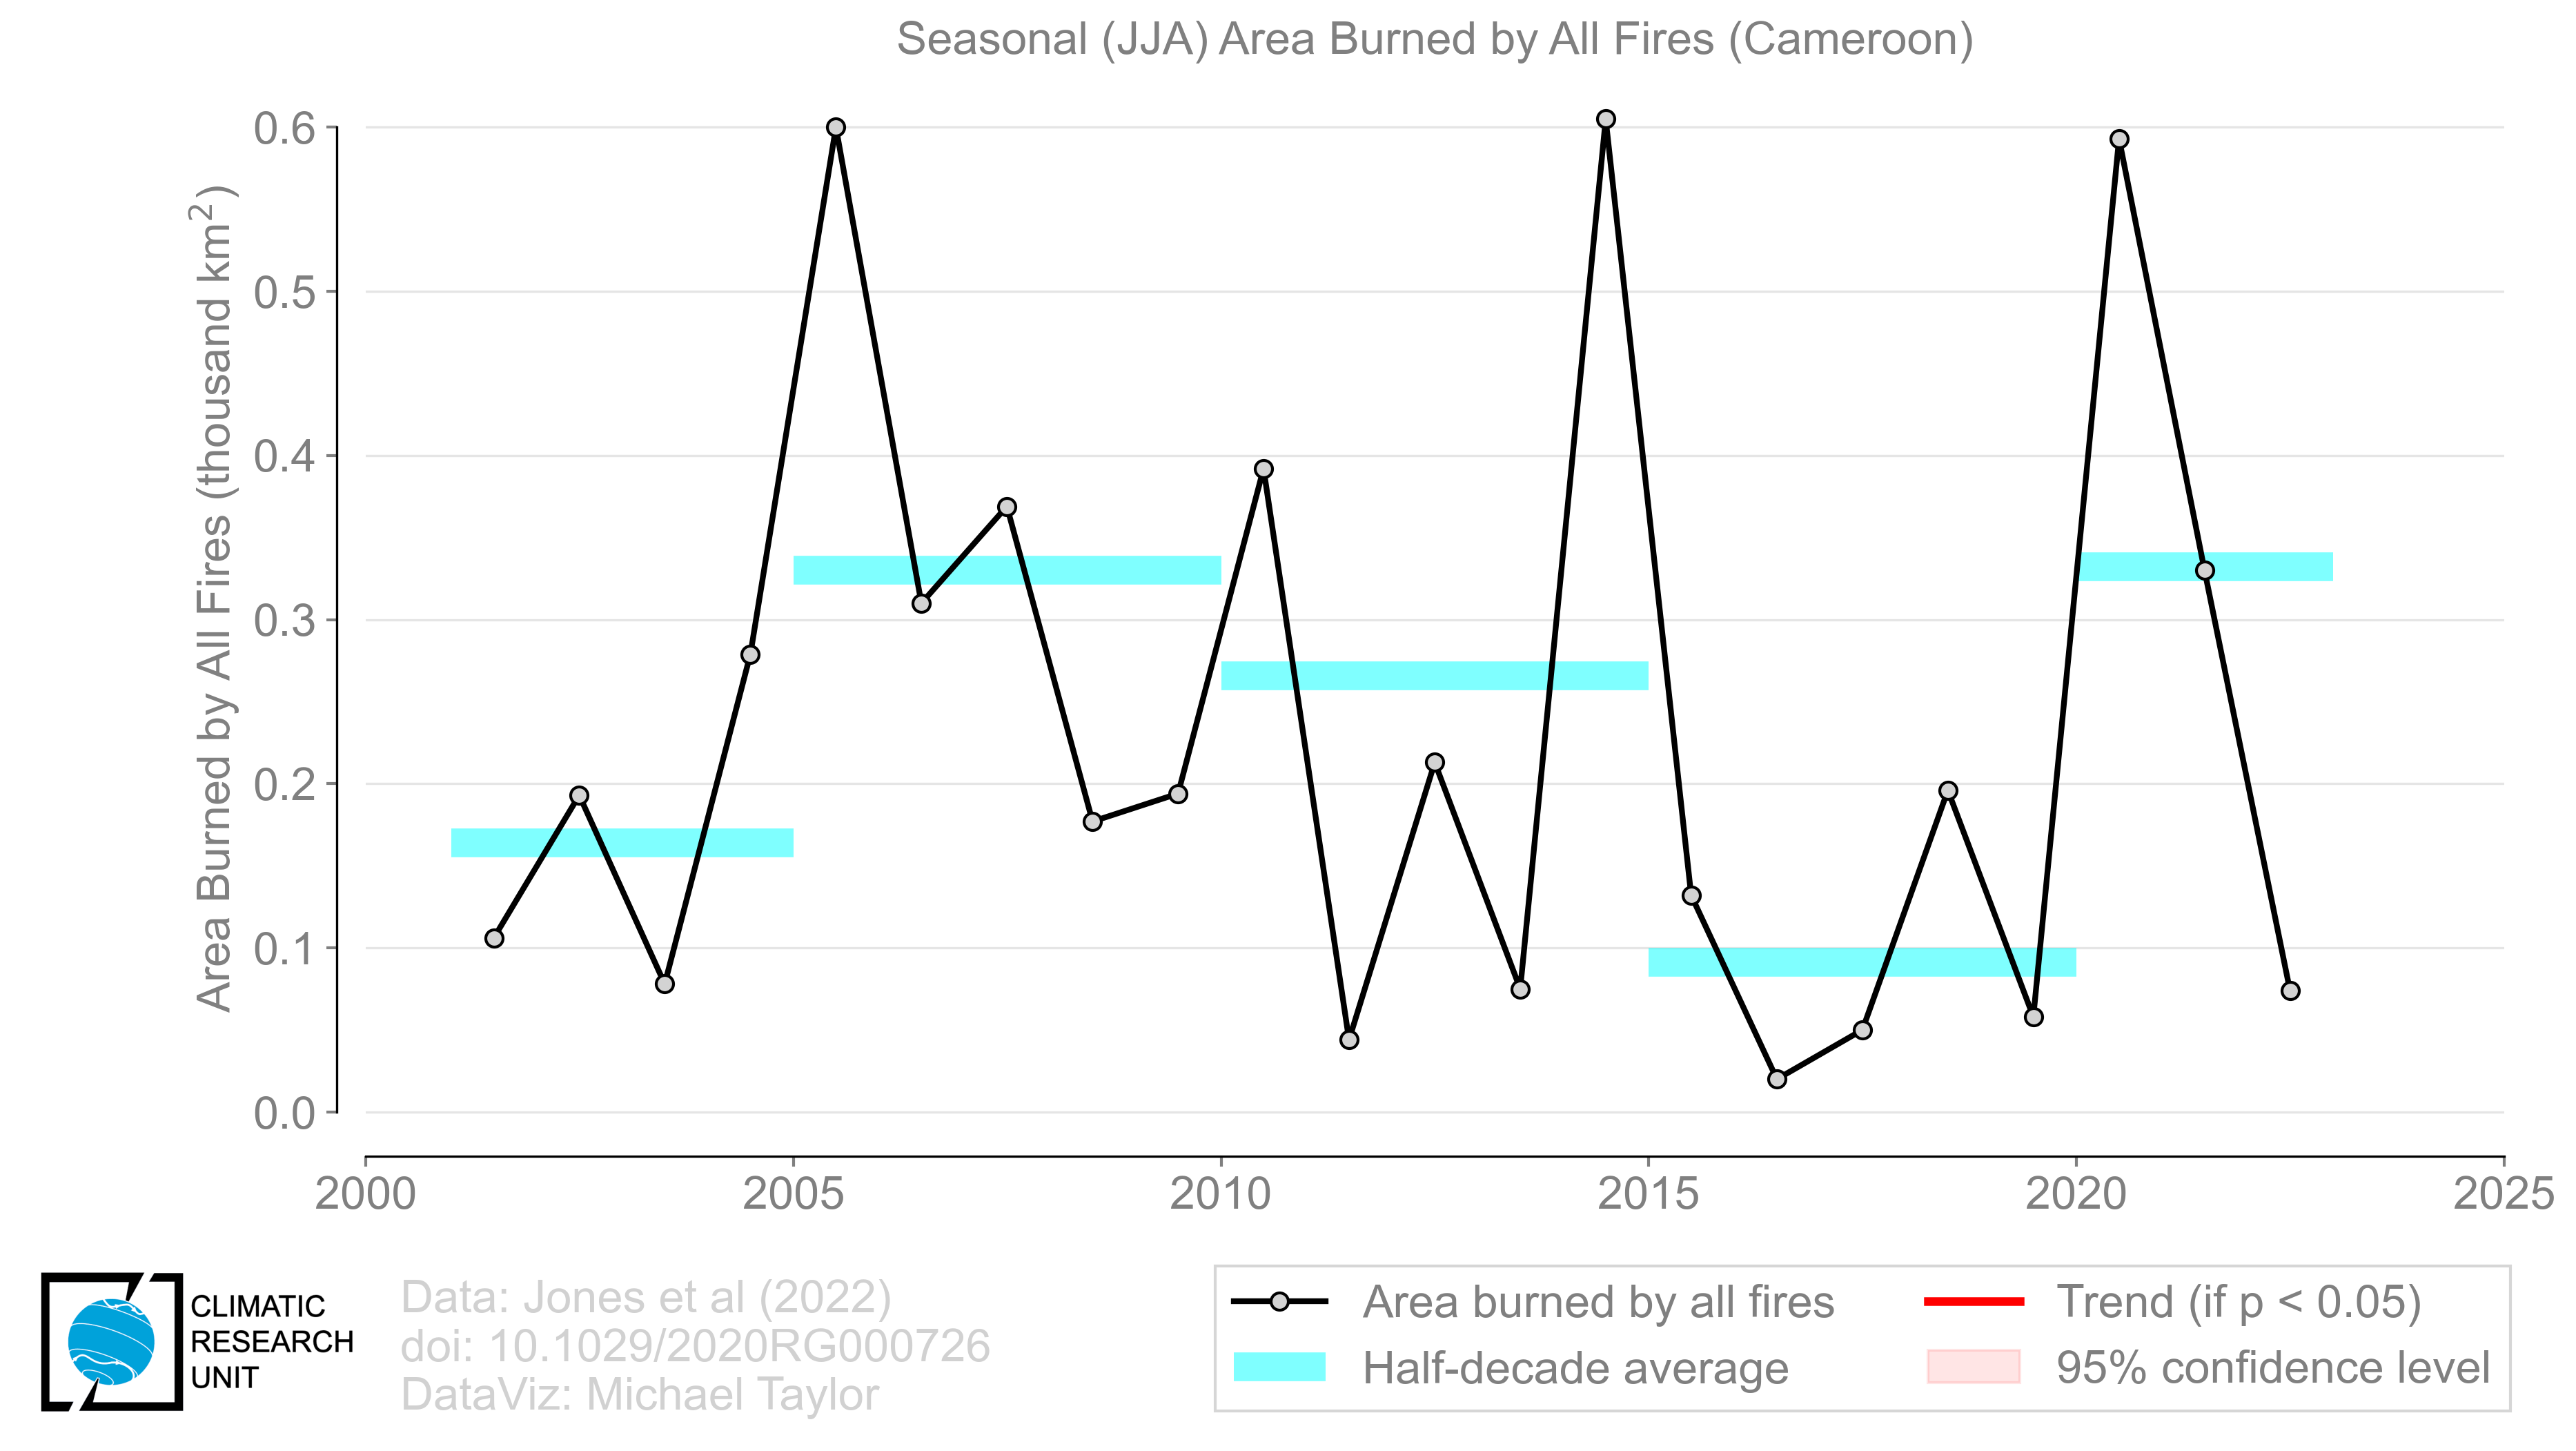 Seasonal (JJA) Area Burned by All Fires (Cameroon)
Area Burned by All Fires (thousand km²)
0.6
0.5
0.4
0.3
0.2
0.1
0.0
2000 2005 2010 2015 2020 2025
CLIMATIC
RESEARCH
UNIT
Data: Jones et al (2022)
doi: 10.1029/2020RG000726
DataViz: Michael Taylor
Area burned by all fires
Half-decade average
Trend (if p < 0.05)
95% confidence level